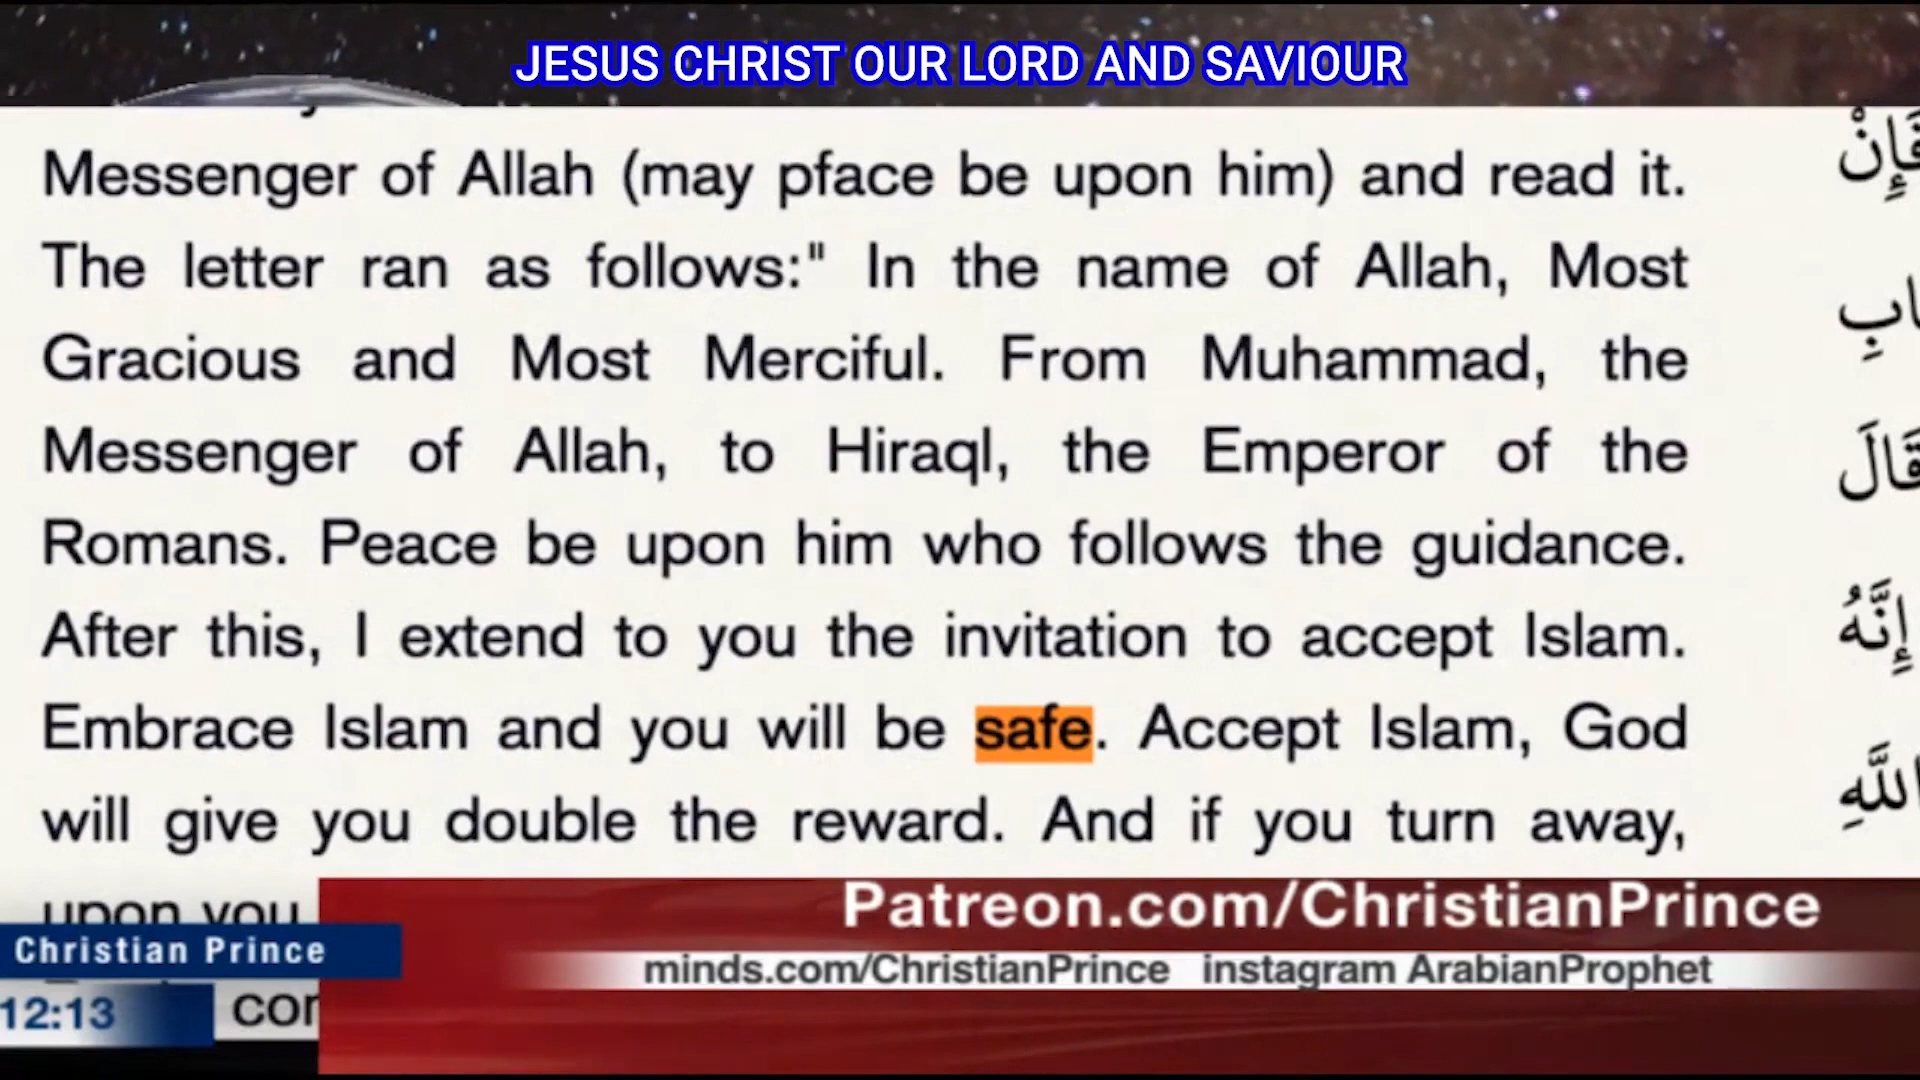 JESUS CHRIST OUR LORD AND SAVIOUR
Messenger of Allah (may pface be upon him) and read it.
The letter ran as follows:" In the name of Allah, Most
Gracious and Most Merciful. From Muhammad, the
Messenger of Allah, to Hiraql, the Emperor of the
Romans. Peace be upon him who follows the guidance.
After this, I extend to you the invitation to accept Islam.
Embrace Islam and you will be safe. Accept Islam, God
will give you double the reward. And if you turn away,
upon you
فَإِنْ
قَالَ
إِنَّهُ
اللَّهِ
Patreon.com/ChristianPrince
Christian Prince
minds.com/ChristianPrince instagram ArabianProphet
12:13